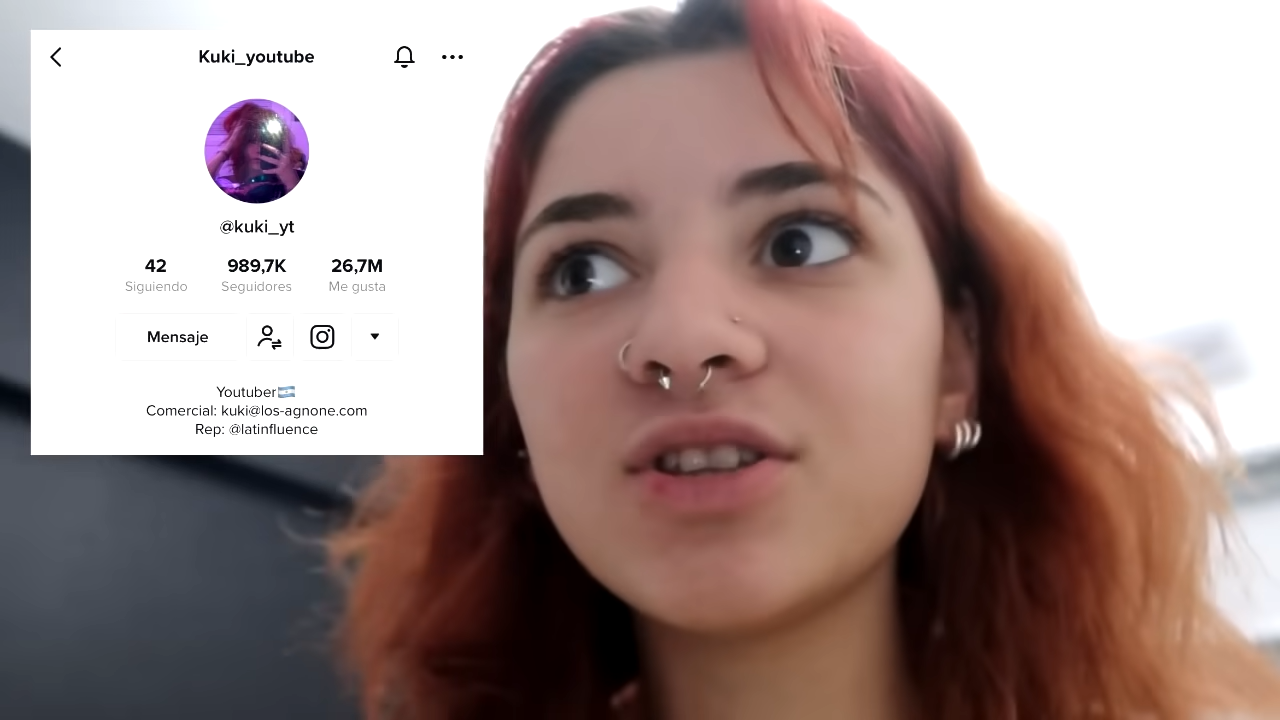 Kuki_youtube
@kuki_yt
42 989,7K 26,7M
Siguiendo Seguidores Me gusta
Mensaje
Youtuber🇦🇷
Comercial: kuki@los-agnone.com
Rep: @latinfluence